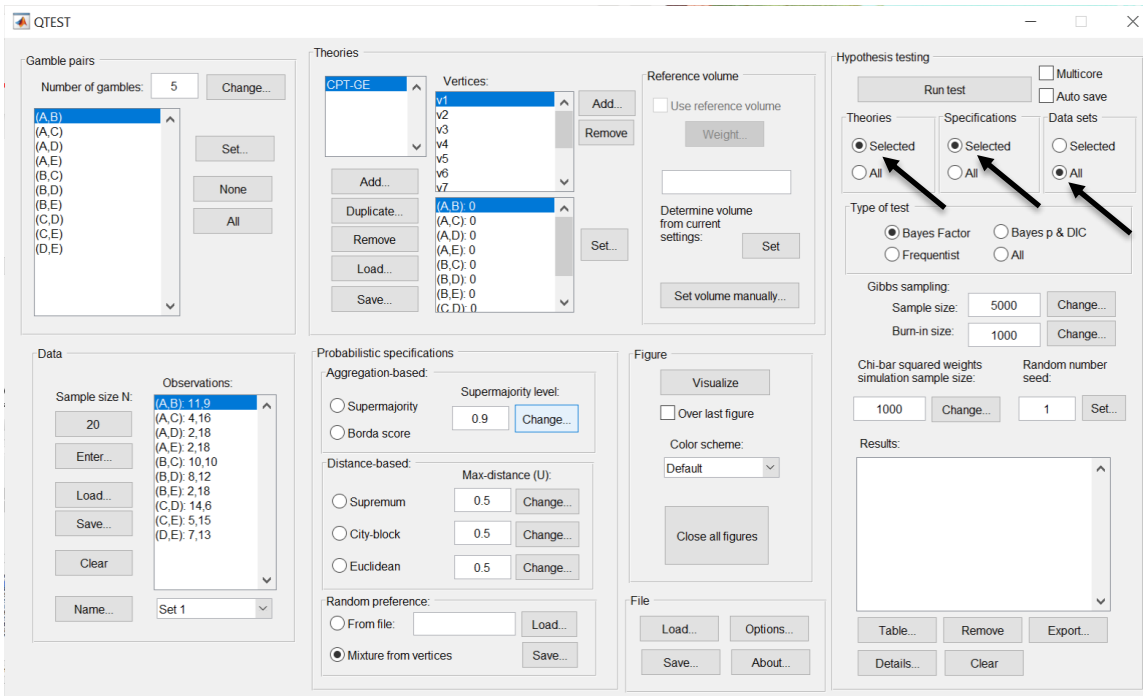 QTEST
Gamble pairs
Number of gambles: 5 Change...
(A,B)
(A,C)
(A,D)
(A,E)
(B,C)
(B,D)
(B,E)
(C,D)
(C,E)
(D,E)
Set...
None
All
Theories
CPT-GE
Vertices:
v1
v2
v3
v4
v5
v6
v7
Add...
Remove
Add...
Duplicate...
Remove
Load...
Save...
(A,B): 0
(A,C): 0
(A,D): 0
(A,E): 0
(B,C): 0
(B,D): 0
(B,E): 0
(C,D): 0
Set...
Reference volume
Use reference volume
Weight...
Determine volume
from current
settings:
Set
Set volume manually...
Data
Sample size N:
20
Enter...
Load...
Save...
Clear
Name...
Observations:
(A,B): 11,9
(A,C): 4,16
(A,D): 2,18
(A,E): 2,18
(B,C): 10,10
(B,D): 8,12
(B,E): 2,18
(C,D): 14,6
(C,E): 5,15
(D,E): 7,13
Set 1
Probabilistic specifications
Aggregation-based:
Supermajority level:
Supermajority
0.9 Change...
Borda score
Distance-based:
Max-distance (U):
Supremum 0.5 Change...
City-block 0.5 Change...
Euclidean 0.5 Change...
Random preference:
From file: Load...
Mixture from vertices Save...
Figure
Visualize
Over last figure
Color scheme:
Default
Close all figures
File
Load... Options...
Save... About...
Hypothesis testing
Run test
Multicore
Auto save
Theories
Selected
All
Specifications
Selected
All
Data sets
Selected
All
Type of test
Bayes Factor Bayes p & DIC
Frequentist All
Gibbs sampling:
Sample size: 5000 Change...
Burn-in size: 1000 Change...
Chi-bar squared weights
simulation sample size:
1000 Change...
Random number
seed:
1 Set...
Results:
Table... Remove Export...
Details... Clear